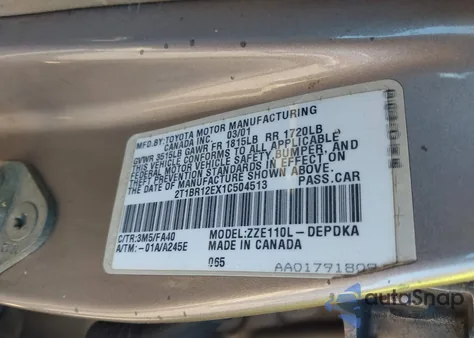 MFD.BY:TOYOTA MOTOR MANUFACTURING
CANADA INC. 03/01
GVWR 3515LB GAWR FR 1815LB RR 1720LB
THIS VEHICLE CONFORMS TO ALL APPLICABLE
FEDERAL MOTOR VEHICLE SAFETY, BUMPER, AND
THEFT PREVENTION STANDARDS IN EFFECT ON
THE DATE OF MANUFACTURE SHOWN ABOVE.
2T1BR12EX1C504513 PASS.CAR
C/TR:3M5/FA40 MODEL:ZZE110L-DEPDKA
A/TM:-01A/A245E MADE IN CANADA
065 AA01791809
autoSnap